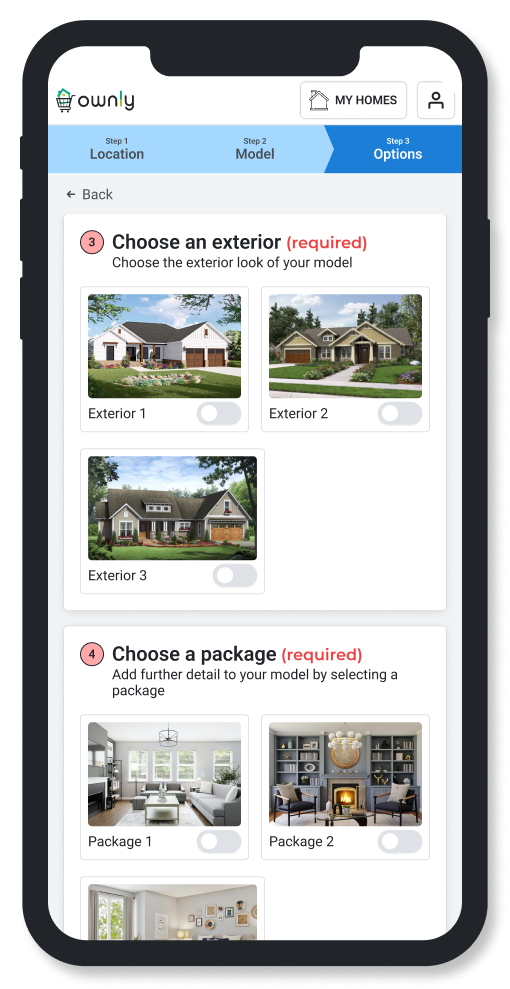 ownly
MY HOMES
Step 1
Location
Step 2
Model
Step 3
Options
← Back
3
Choose an exterior (required)
Choose the exterior look of your model
Exterior 1
Exterior 2
Exterior 3
4
Choose a package (required)
Add further detail to your model by selecting a
package
Package 1
Package 2